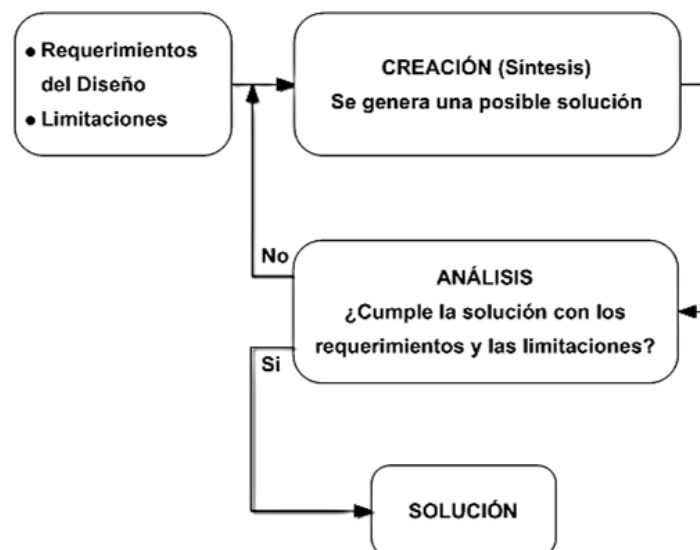 ● Requerimientos
del Diseño
● Limitaciones
CREACIÓN (Síntesis)
Se genera una posible solución
No
ANÁLISIS
¿Cumple la solución con los
requerimientos y las limitaciones?
Si
SOLUCIÓN